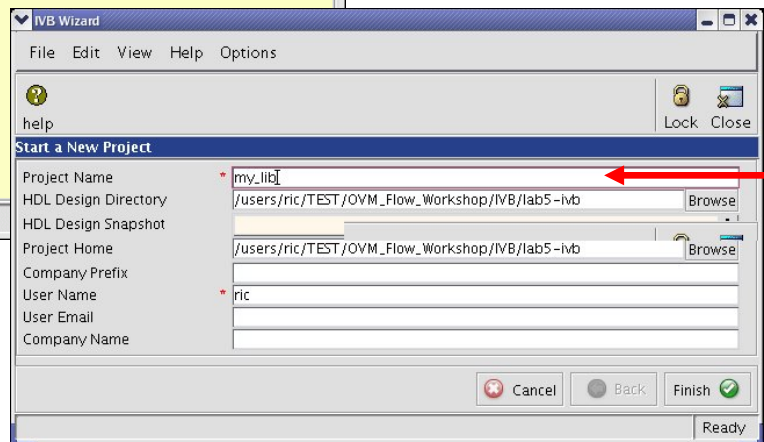 IVB Wizard
File Edit View Help Options
help
Lock Close
Start a New Project
Project Name * my_lib
HDL Design Directory /users/ric/TEST/OVM_Flow_Workshop/IVB/lab5-ivb Browse
HDL Design Snapshot
Project Home /users/ric/TEST/OVM_Flow_Workshop/IVB/lab5-ivb Browse
Company Prefix
User Name * ric
User Email
Company Name
Cancel Back Finish
Ready